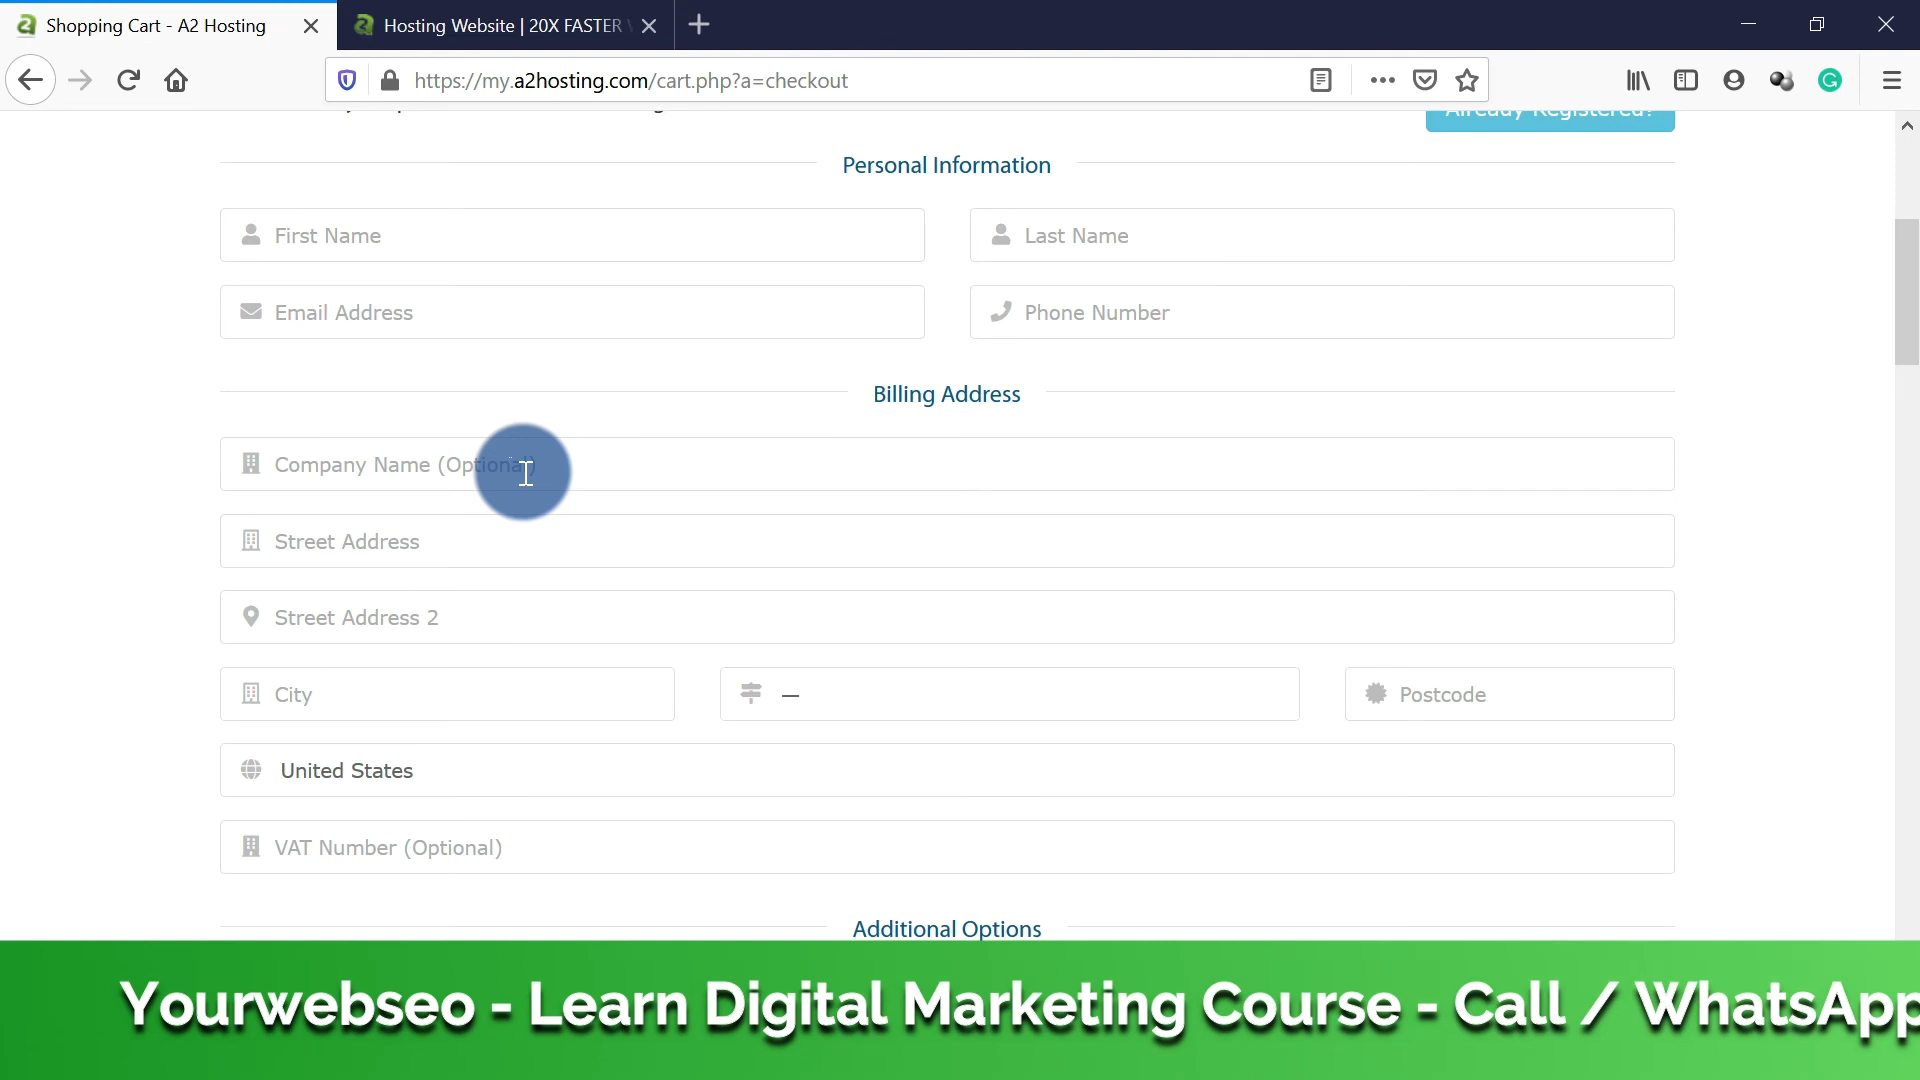 Shopping Cart - A2 Hosting
Hosting Website | 20X FASTER
https://my.a2hosting.com/cart.php?a=checkout
Already Registered?
Personal Information
First Name
Last Name
Email Address
Phone Number
Billing Address
Company Name (Optional)
Street Address
Street Address 2
City
—
Postcode
United States
VAT Number (Optional)
Additional Options
Yourwebseo - Learn Digital Marketing Course - Call / WhatsApp